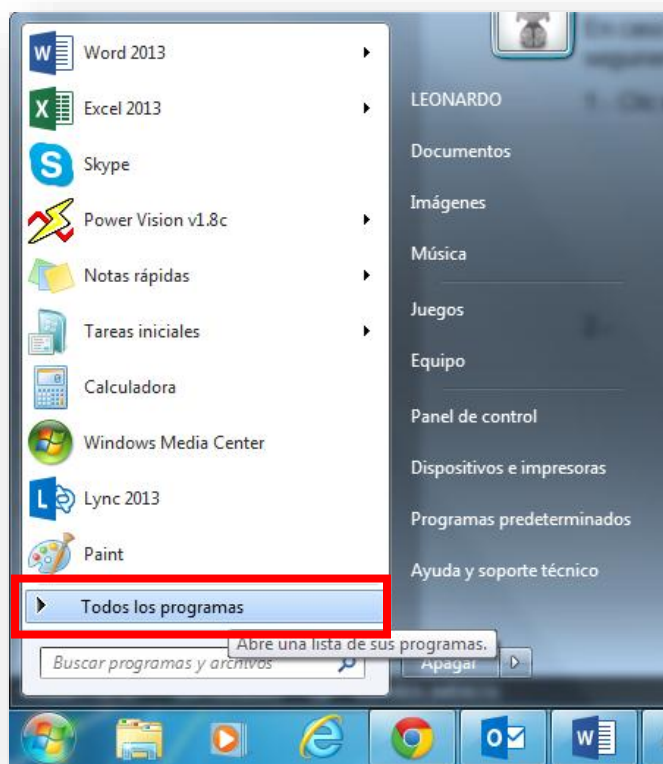 Word 2013
Excel 2013
Skype
Power Vision v1.8c
Notas rápidas
Tareas iniciales
Calculadora
Windows Media Center
Lync 2013
Paint
Todos los programas
Abre una lista de sus programas.
Buscar programas y archivos
LEONARDO
Documentos
Imágenes
Música
Juegos
Equipo
Panel de control
Dispositivos e impresoras
Programas predeterminados
Ayuda y soporte técnico
Apagar